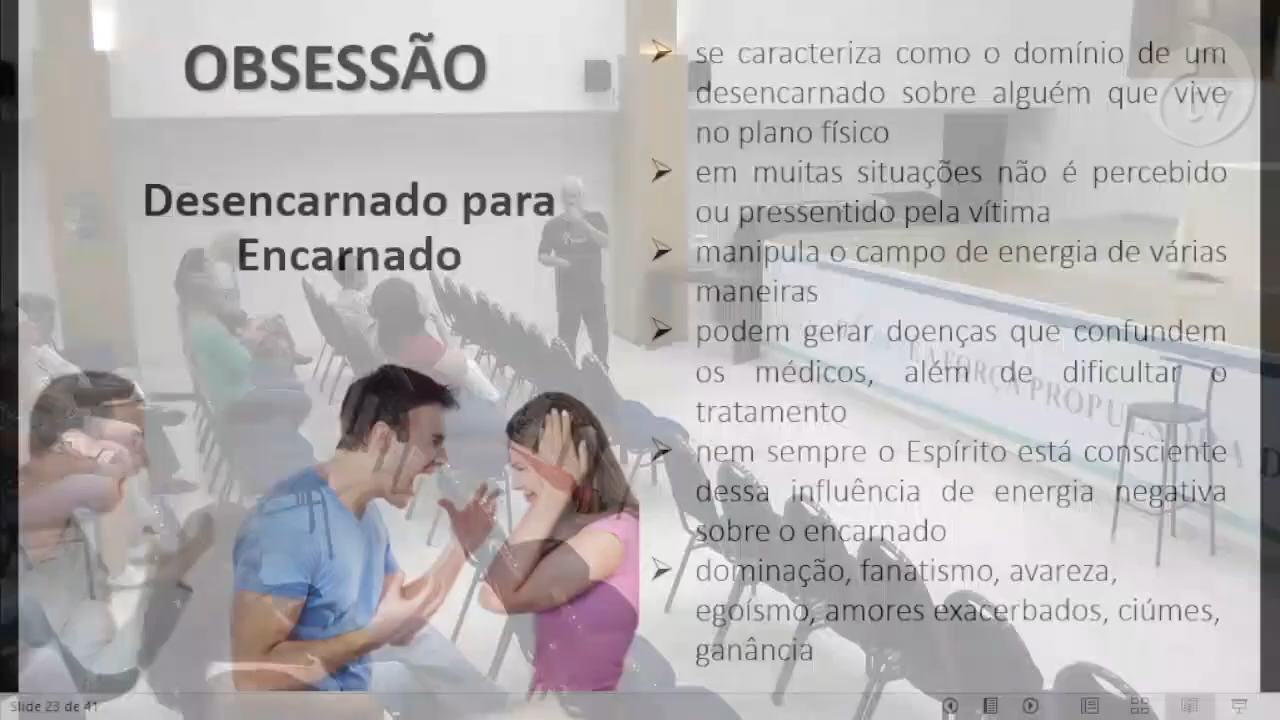 OBSESSÃO
Desencarnado para
Encarnado
se caracteriza como o domínio de um
desencarnado sobre alguém que vive
no plano físico
em muitas situações não é percebido
ou pressentido pela vítima
manipula o campo de energia de várias
maneiras
podem gerar doenças que confundem
os médicos, além de dificultar o
tratamento
nem sempre o Espírito está consciente
dessa influência de energia negativa
sobre o encarnado
dominação, fanatismo, avareza,
egoísmo, amores exacerbados, ciúmes,
ganância
FORÇA
Slide 23 de 41